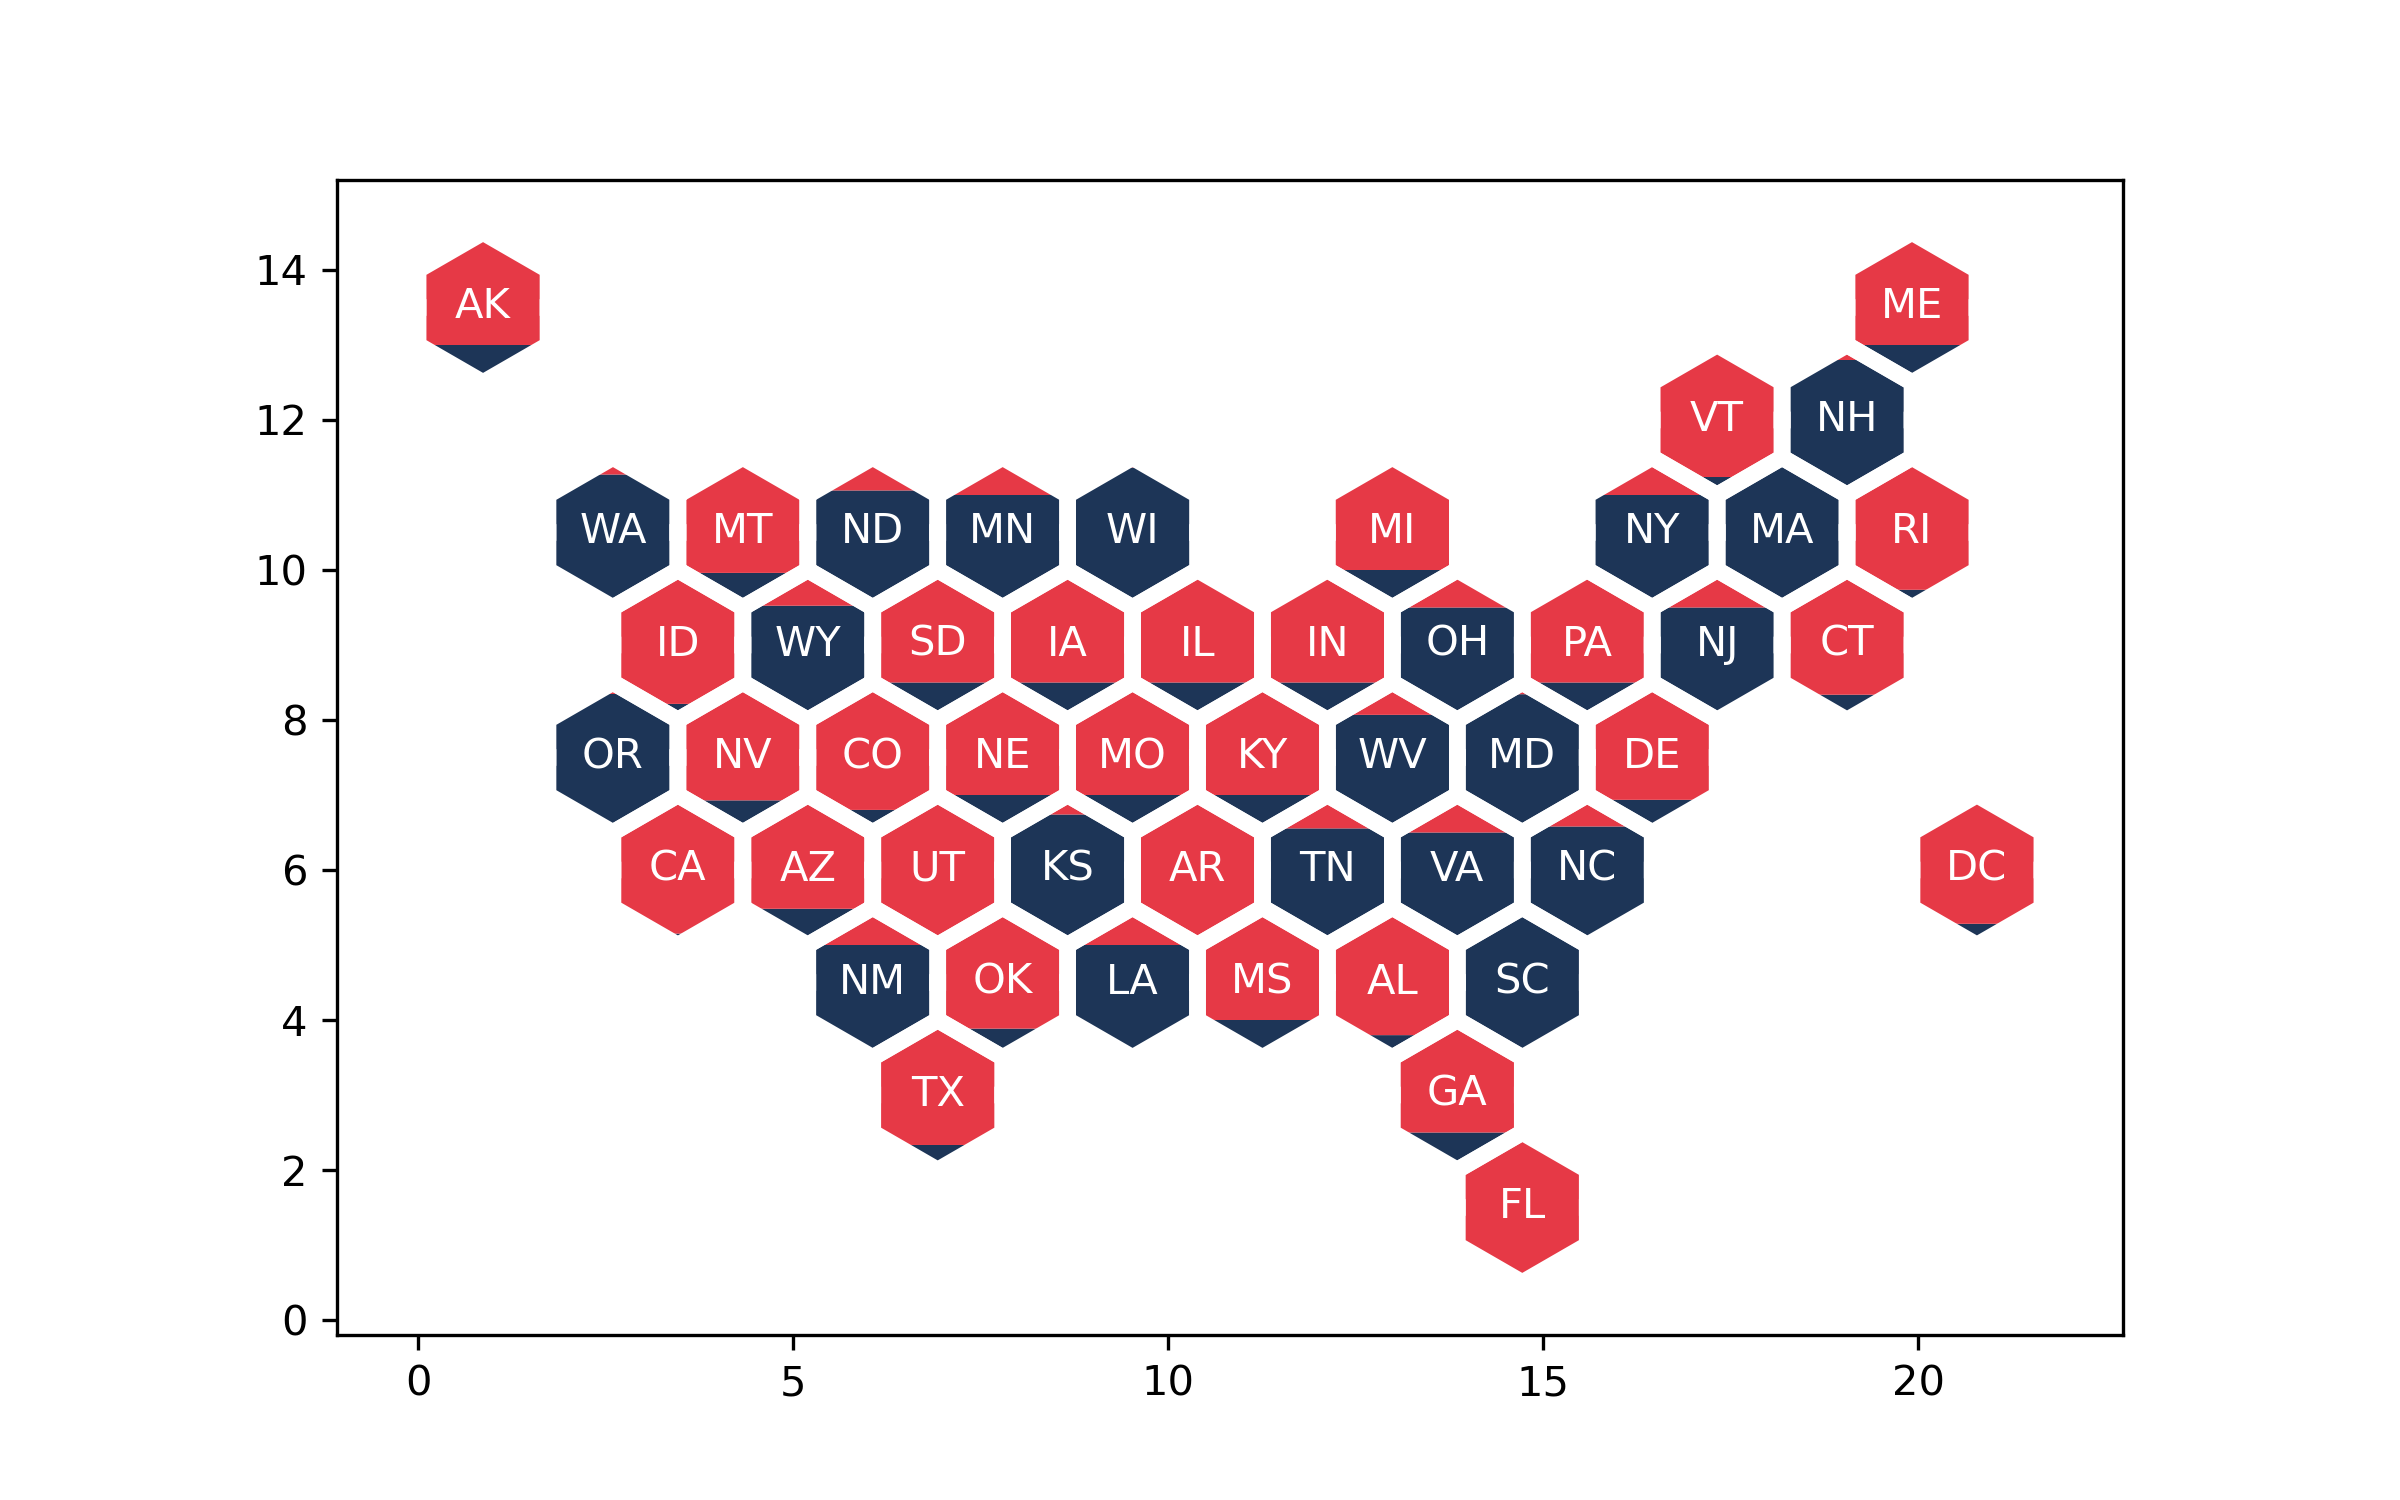 14
AK
ME
12
VT NH
WA MT ND MN WI MI NY MA RI
10
ID WY SD IA IL IN OH PA NJ CT
8
OR NV CO NE MO KY WV MD DE
6
CA AZ UT KS AR TN VA NC DC
NM OK LA MS AL SC
4
TX GA
2
FL
0
0 5 10 15 20